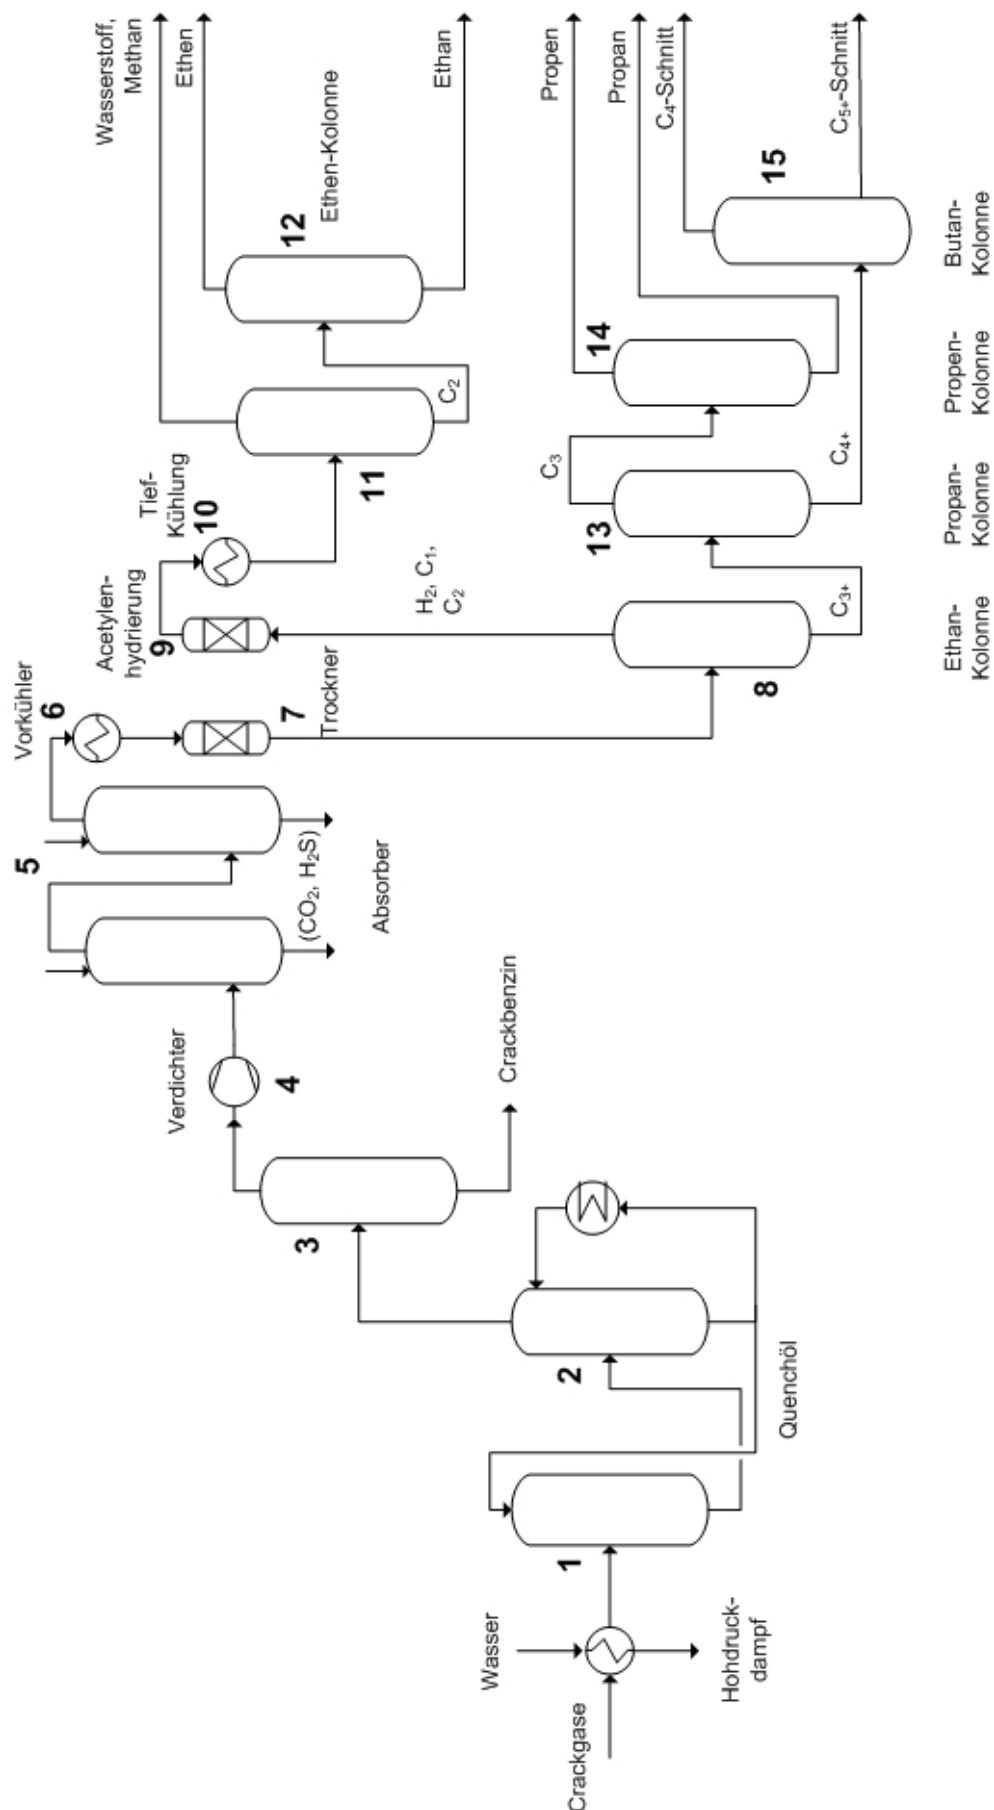 Crackgase
Wasser
Hohdruck-
dampf
1
2
Quenchöl
3
Crackbenzin
Verdichter
4
5
(CO₂, H₂S)
Absorber
Vorkühler
6
7
Trockner
8
Ethan-
Kolonne
H₂, C₁,
C₂
C₃₊
Acetylen-
hydrierung
9
Tief-
Kühlung
10
11
C₂
12
Ethen-Kolonne
Wasserstoff,
Methan
Ethen
Ethan
13
C₃
C₄₊
Propan-
Kolonne
14
Propen-
Kolonne
15
Butan-
Kolonne
Propen
Propan
C₄-Schnitt
C₅₊-Schnitt